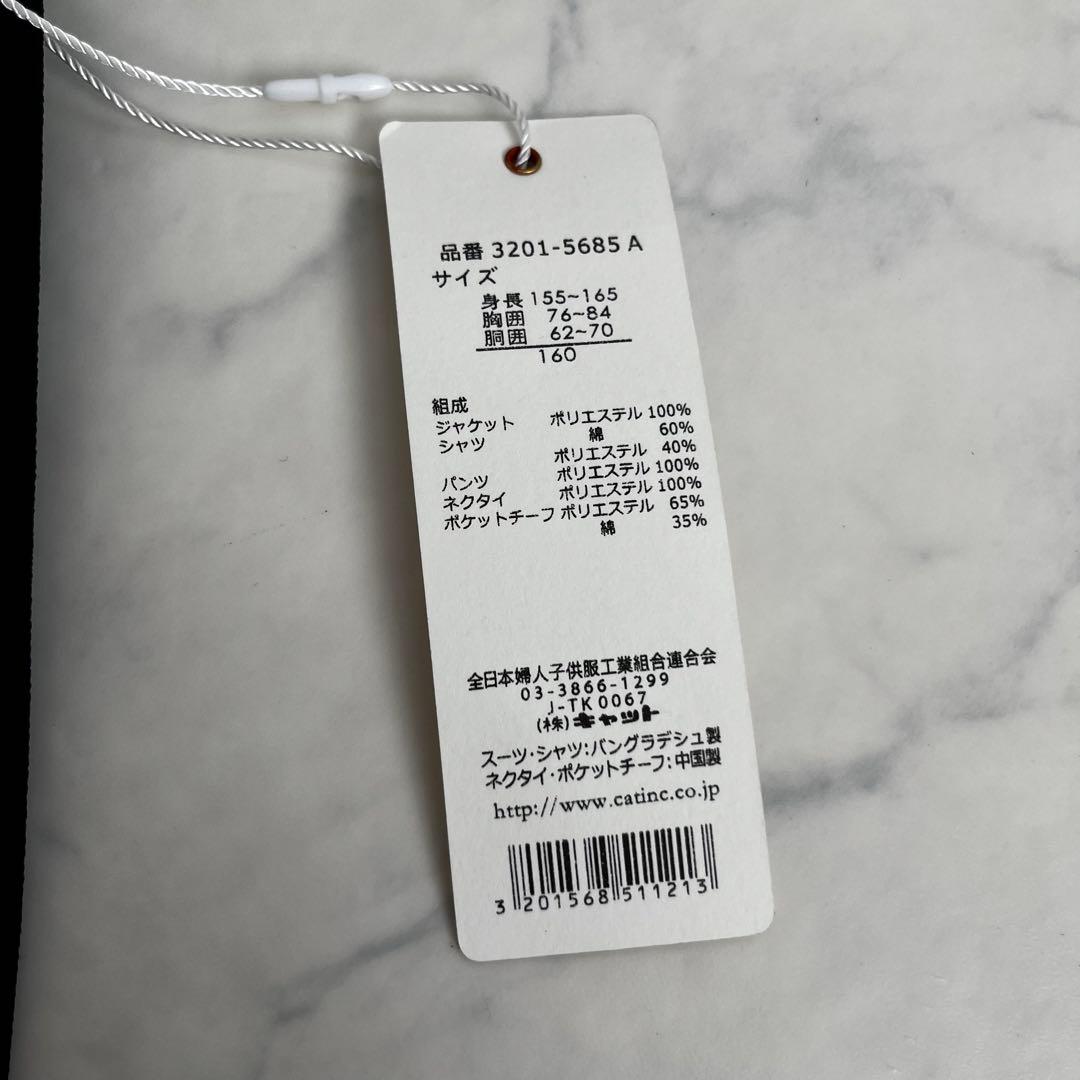 品番 3201-5685 A
サイズ
身長 155~165
胸囲 76~84
胴囲 62~70
160
組成
ジャケット ポリエステル 100%
シャツ 綿 60%
ポリエステル 40%
パンツ ポリエステル 100%
ネクタイ ポリエステル 100%
ポケットチーフ ポリエステル 65%
綿 35%
全日本婦人子供服工業組合連合会
03-3866-1299
J-TK0067
(株)キャット
スーツ・シャツ:バングラデシュ製
ネクタイ・ポケットチーフ:中国製
http://www.catinc.co.jp
3 201568 511213